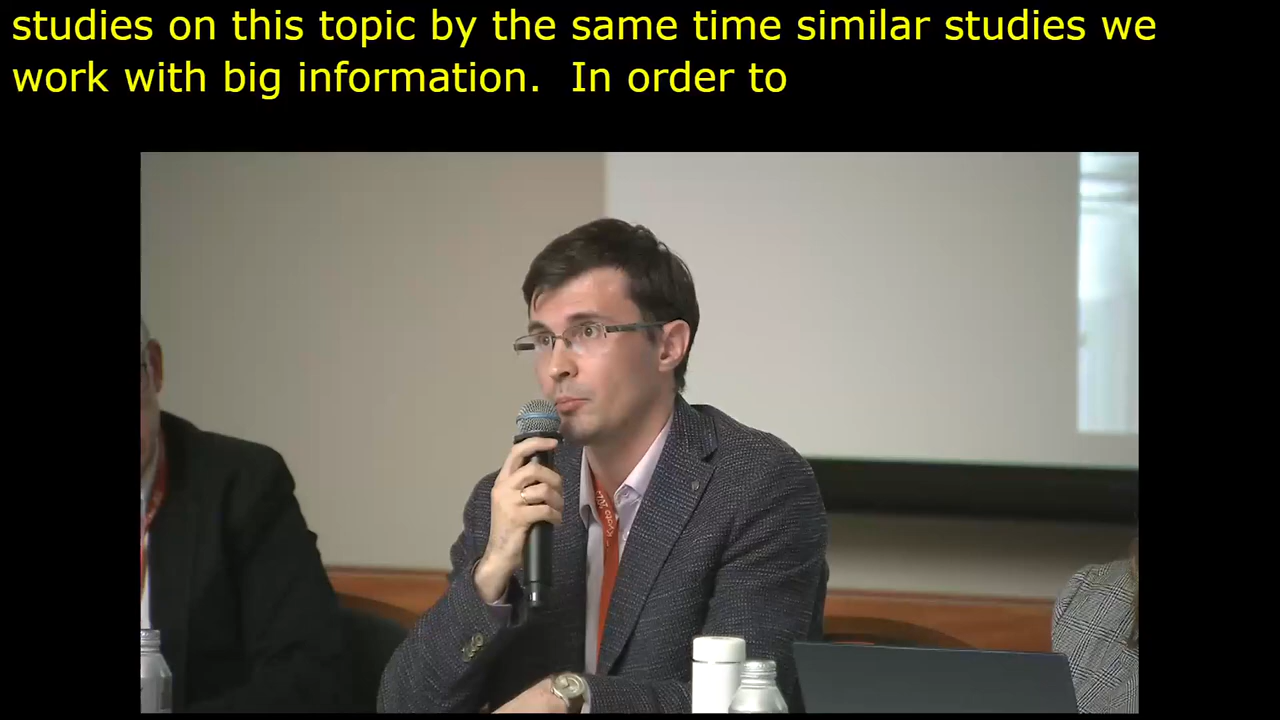 studies on this topic by the same time similar studies we
work with big information.  In order to